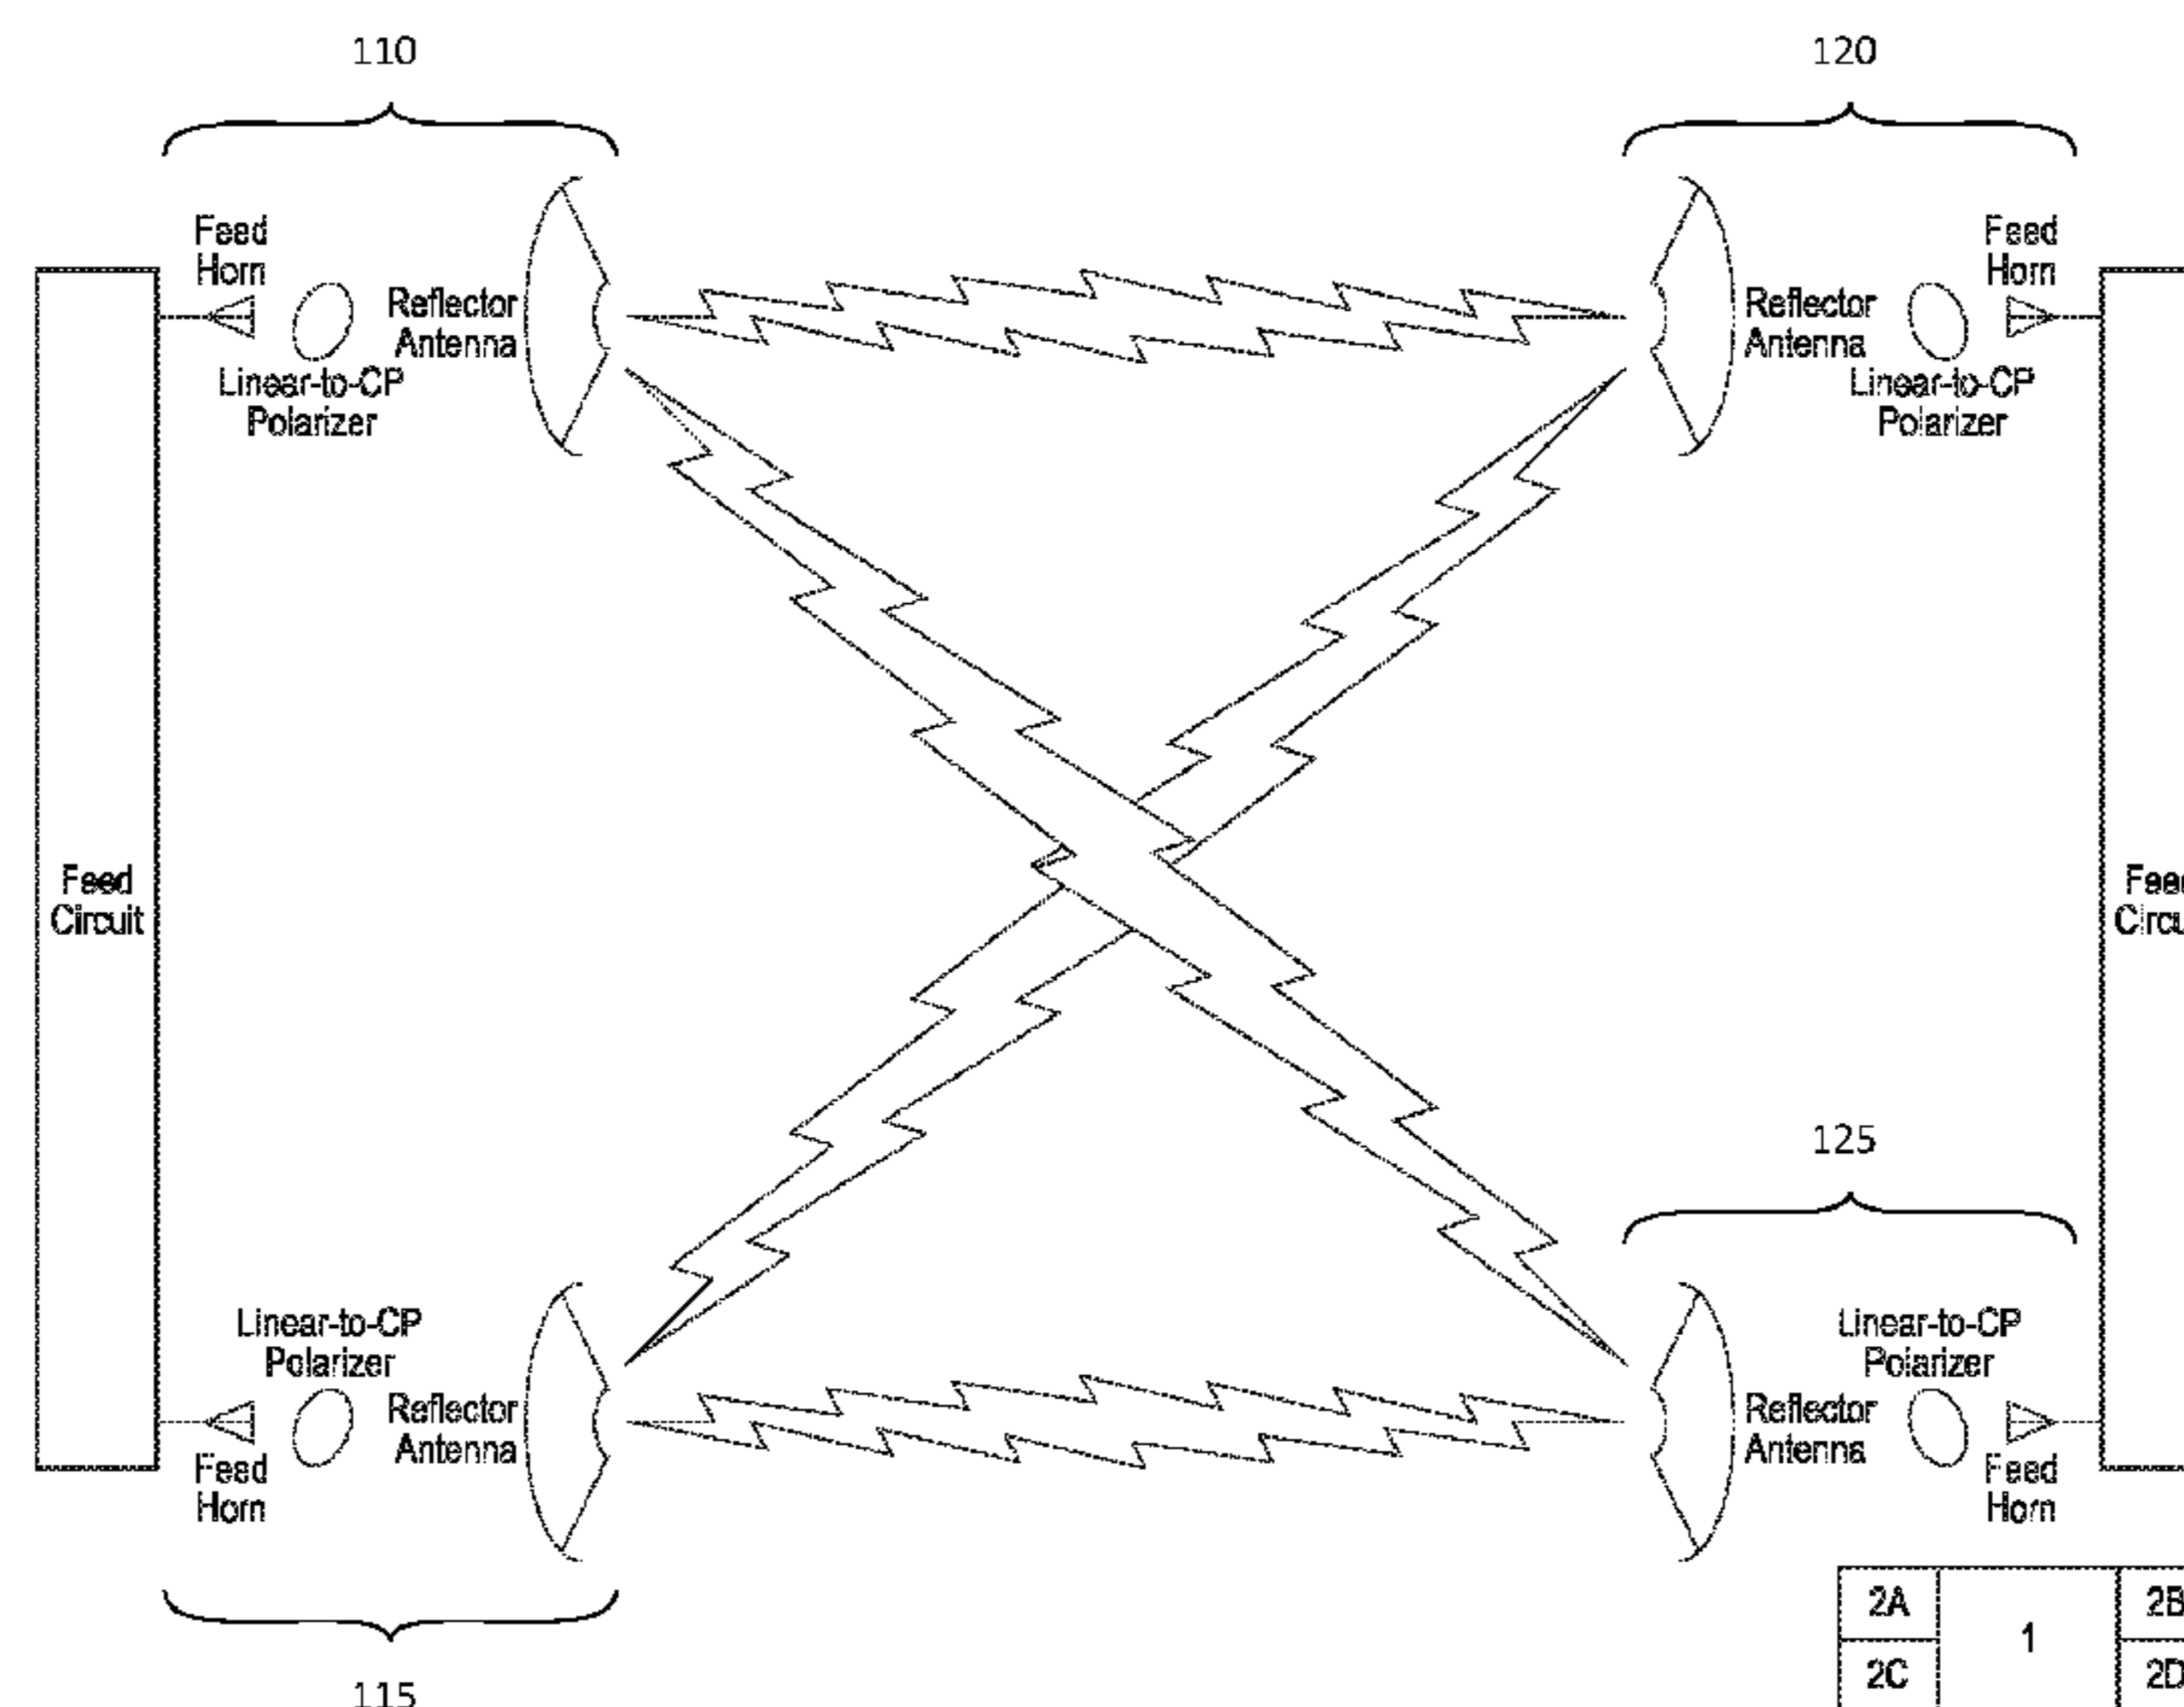 110
120
Feed
Horn
Reflector
Antenna
Linear-to-CP
Polarizer
Feed
Horn
Reflector
Antenna
Linear-to-CP
Polarizer
Feed
Circuit
125
Linear-to-CP
Polarizer
Reflector
Antenna
Feed
Horn
Linear-to-CP
Polarizer
Reflector
Antenna
Feed
Horn
2A
1
2B
2C
2D
115